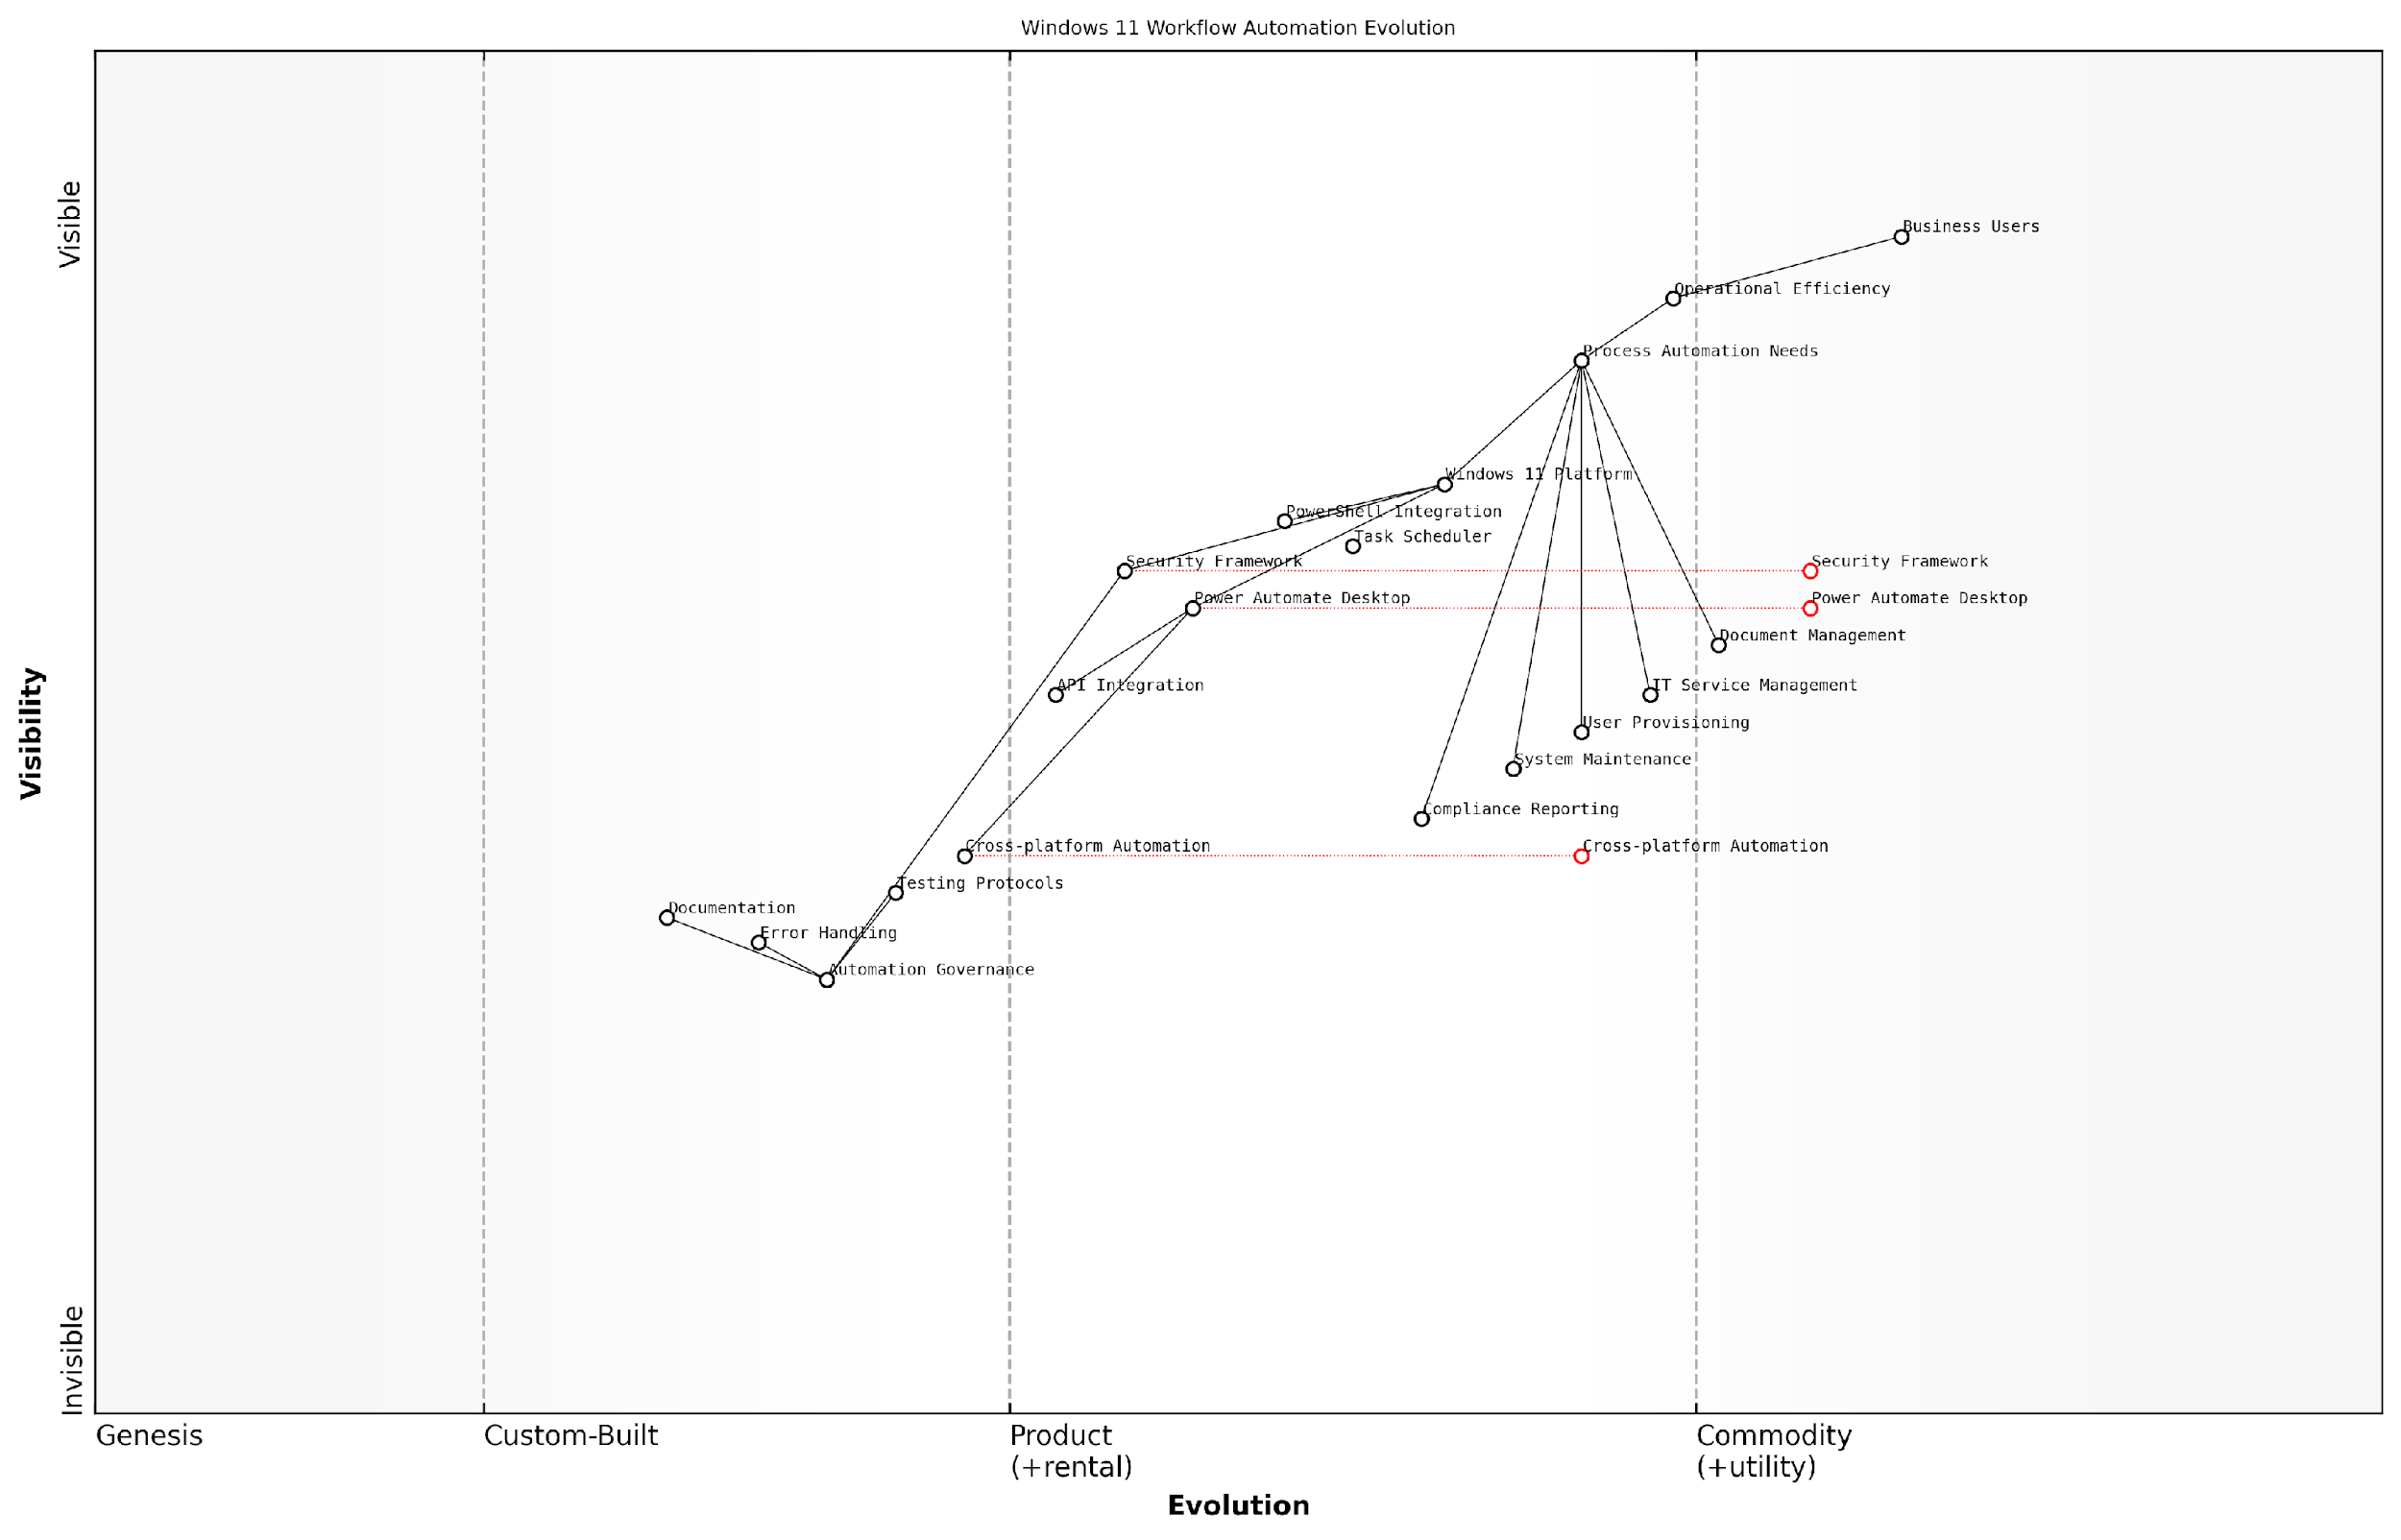 Windows 11 Workflow Automation Evolution
Visible
Business Users
Operational Efficiency
Process Automation Needs
Windows 11 Platform
PowerShell Integration
Task Scheduler
Security Framework
Security Framework
Power Automate Desktop
Power Automate Desktop
Document Management
API Integration
IT Service Management
User Provisioning
System Maintenance
Compliance Reporting
Cross-platform Automation
Cross-platform Automation
Testing Protocols
Documentation
Error Handling
Automation Governance
Visibility
Invisible
Genesis
Custom-Built
Product
(+rental)
Commodity
(+utility)
Evolution